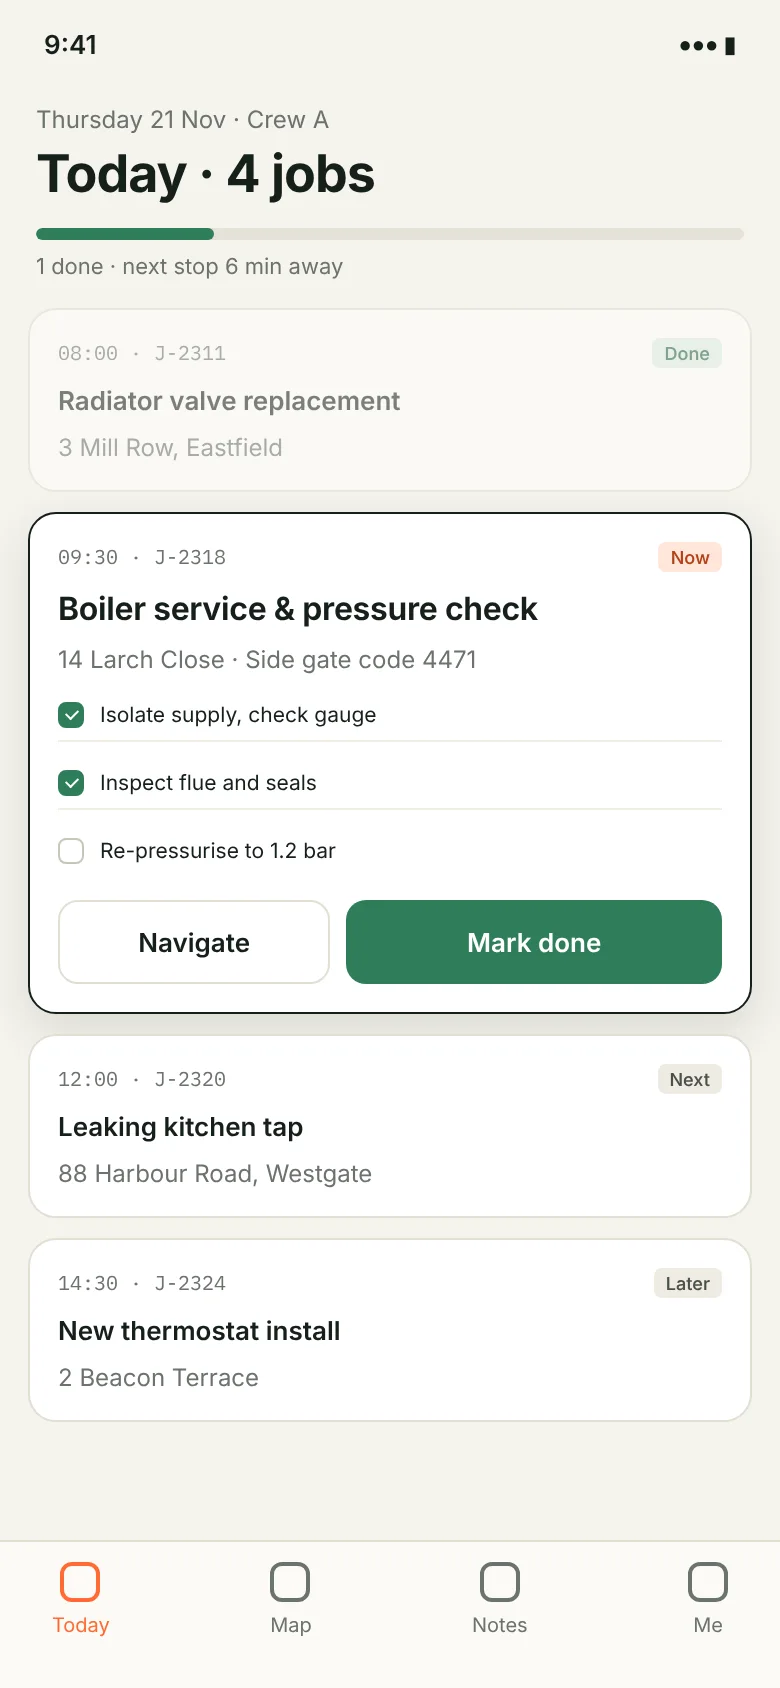 9:41
Thursday 21 Nov · Crew A
Today · 4 jobs
1 done · next stop 6 min away
08:00 · J-2311
Done
Radiator valve replacement
3 Mill Row, Eastfield
09:30 · J-2318
Now
Boiler service & pressure check
14 Larch Close · Side gate code 4471
Isolate supply, check gauge
Inspect flue and seals
Re-pressurise to 1.2 bar
Navigate
Mark done
12:00 · J-2320
Next
Leaking kitchen tap
88 Harbour Road, Westgate
14:30 · J-2324
Later
New thermostat install
2 Beacon Terrace
Today
Map
Notes
Me